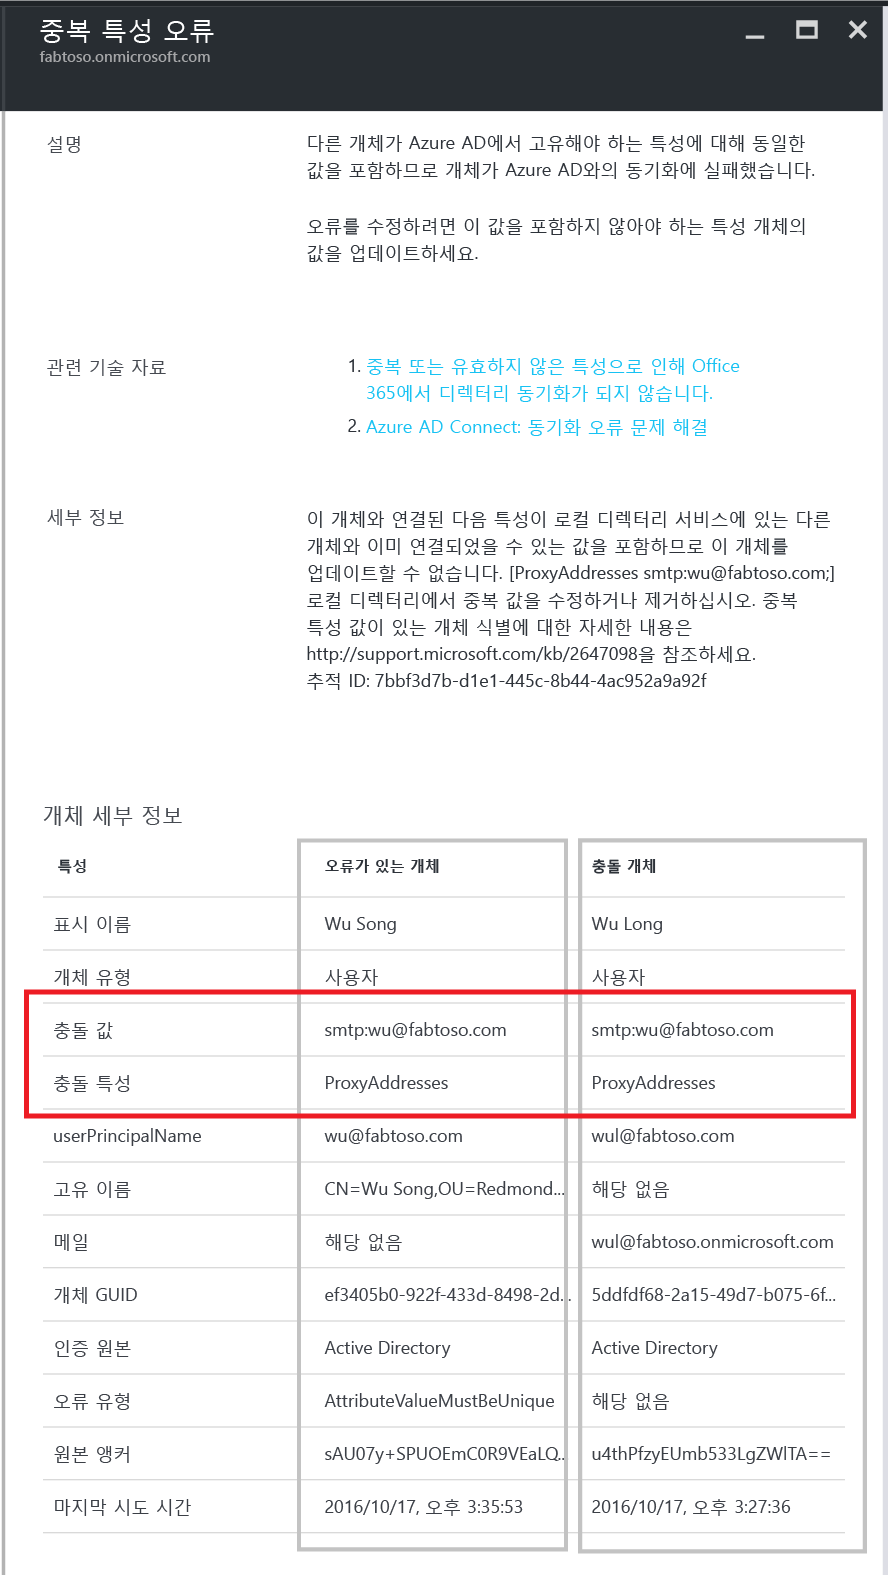 중복 특성 오류
fabtoso.onmicrosoft.com
설명
다른 개체가 Azure AD에서 고유해야 하는 특성에 대해 동일한
값을 포함하므로 개체가 Azure AD와의 동기화에 실패했습니다.
오류를 수정하려면 이 값을 포함하지 않아야 하는 특성 개체의
값을 업데이트하세요.
관련 기술 자료
1. 중복 또는 유효하지 않은 특성으로 인해 Office
365에서 디렉터리 동기화가 되지 않습니다.
2. Azure AD Connect: 동기화 오류 문제 해결
세부 정보
이 개체와 연결된 다음 특성이 로컬 디렉터리 서비스에 있는 다른
개체와 이미 연결되었을 수 있는 값을 포함하므로 이 개체를
업데이트할 수 없습니다. [ProxyAddresses smtp:wu@fabtoso.com;]
로컬 디렉터리에서 중복 값을 수정하거나 제거하십시오. 중복
특성 값이 있는 개체 식별에 대한 자세한 내용은
http://support.microsoft.com/kb/2647098을 참조하세요.
추적 ID: 7bbf3d7b-d1e1-445c-8b44-4ac952a9a92f
개체 세부 정보
특성 오류가 있는 개체 충돌 개체
표시 이름 Wu Song Wu Long
개체 유형 사용자 사용자
충돌 값 smtp:wu@fabtoso.com smtp:wu@fabtoso.com
충돌 특성 ProxyAddresses ProxyAddresses
userPrincipalName wu@fabtoso.com wul@fabtoso.com
고유 이름 CN=Wu Song,OU=Redmond... 해당 없음
메일 해당 없음 wul@fabtoso.onmicrosoft.com
개체 GUID ef3405b0-922f-433d-8498-2d... 5ddfdf68-2a15-49d7-b075-6f...
인증 원본 Active Directory Active Directory
오류 유형 AttributeValueMustBeUnique 해당 없음
원본 앵커 sAU07y+SPUOEmC0R9VEaLQ... u4thPfzyEUmb533LgZWlTA==
마지막 시도 시간 2016/10/17, 오후 3:35:53 2016/10/17, 오후 3:27:36